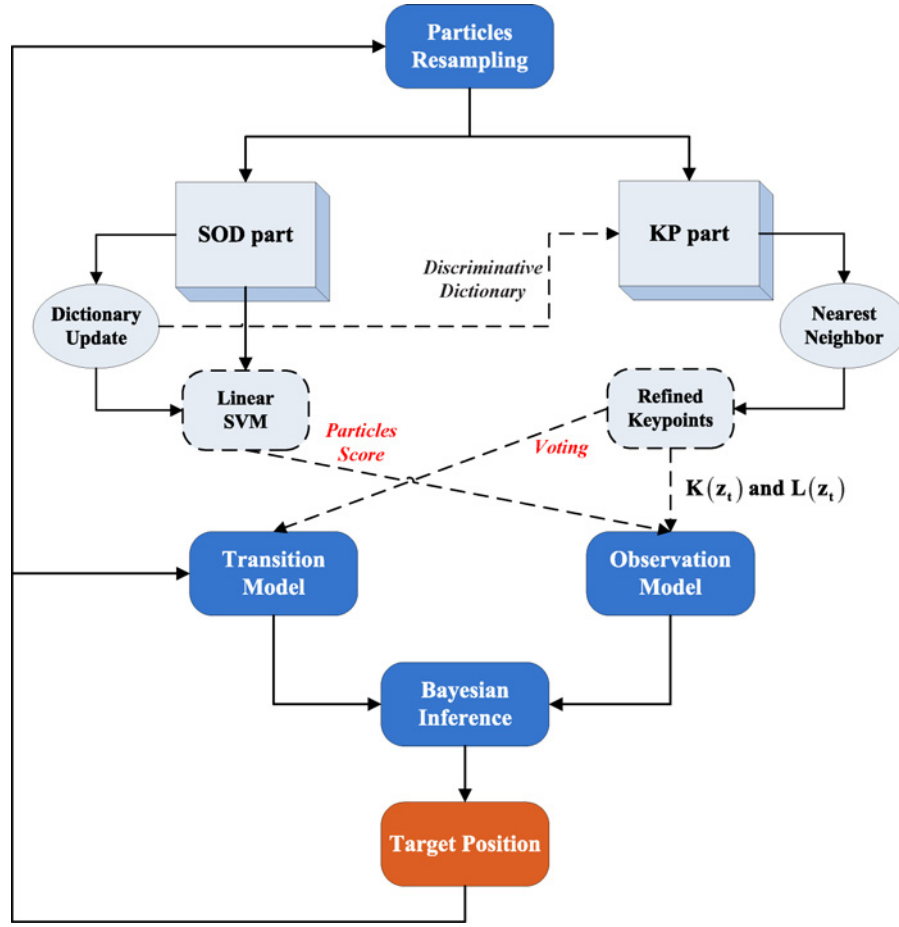 Particles
Resampling
SOD part
KP part
Discriminative
Dictionary
Dictionary
Update
Nearest
Neighbor
Linear
SVM
Refined
Keypoints
Particles
Score
Voting
K(z_t) and L(z_t)
Transition
Model
Observation
Model
Bayesian
Inference
Target Position